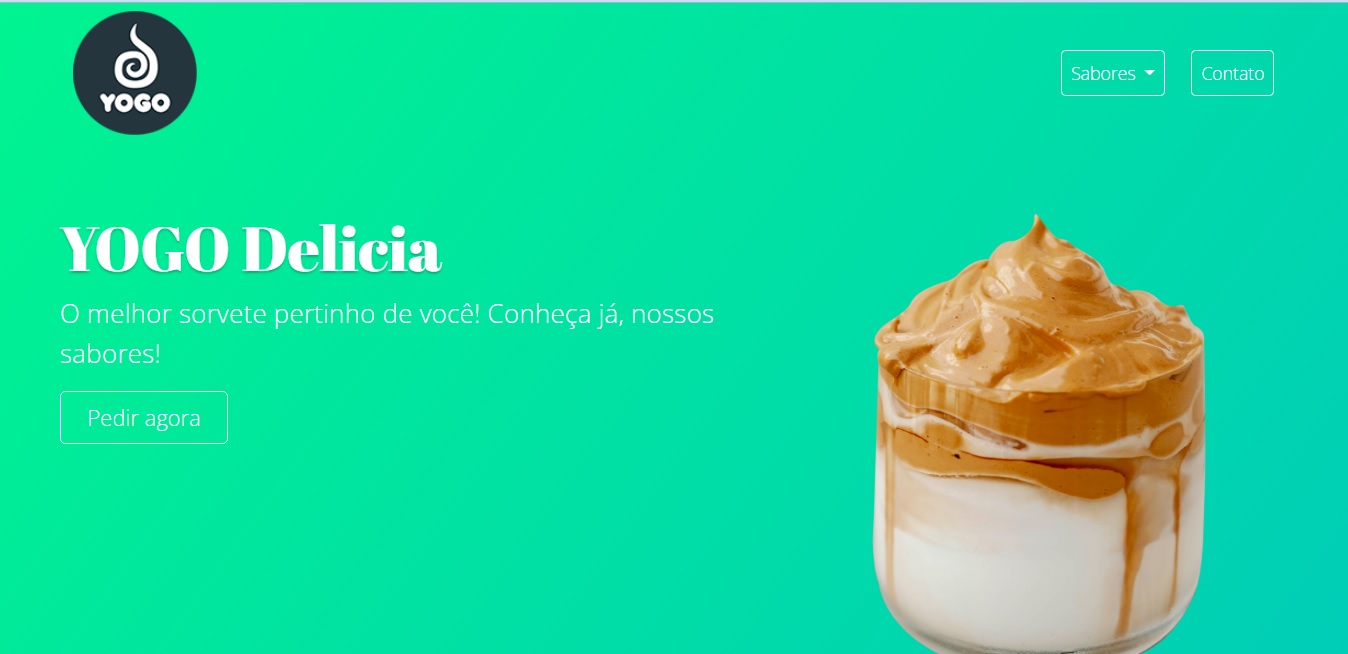 YOGO
Sabores
Contato
YOGO Delicia
O melhor sorvete pertinho de você! Conheça já, nossos
sabores!
Pedir agora